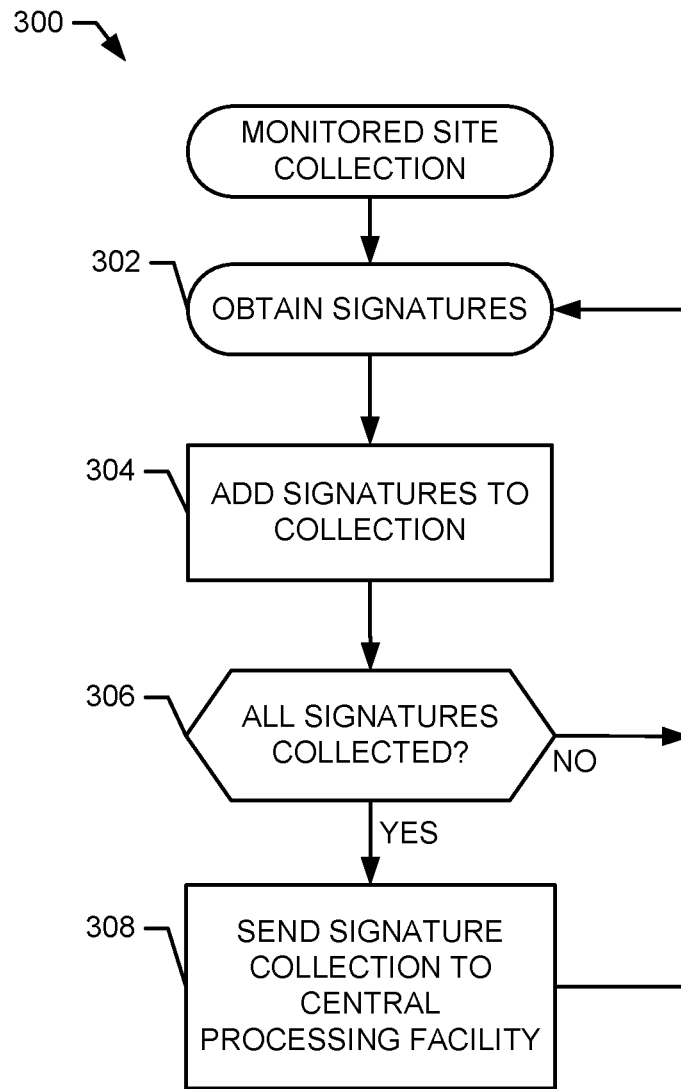 300
MONITORED SITE
COLLECTION
302
OBTAIN SIGNATURES
304
ADD SIGNATURES TO
COLLECTION
306
ALL SIGNATURES
COLLECTED?
NO
YES
308
SEND SIGNATURE
COLLECTION TO
CENTRAL
PROCESSING FACILITY